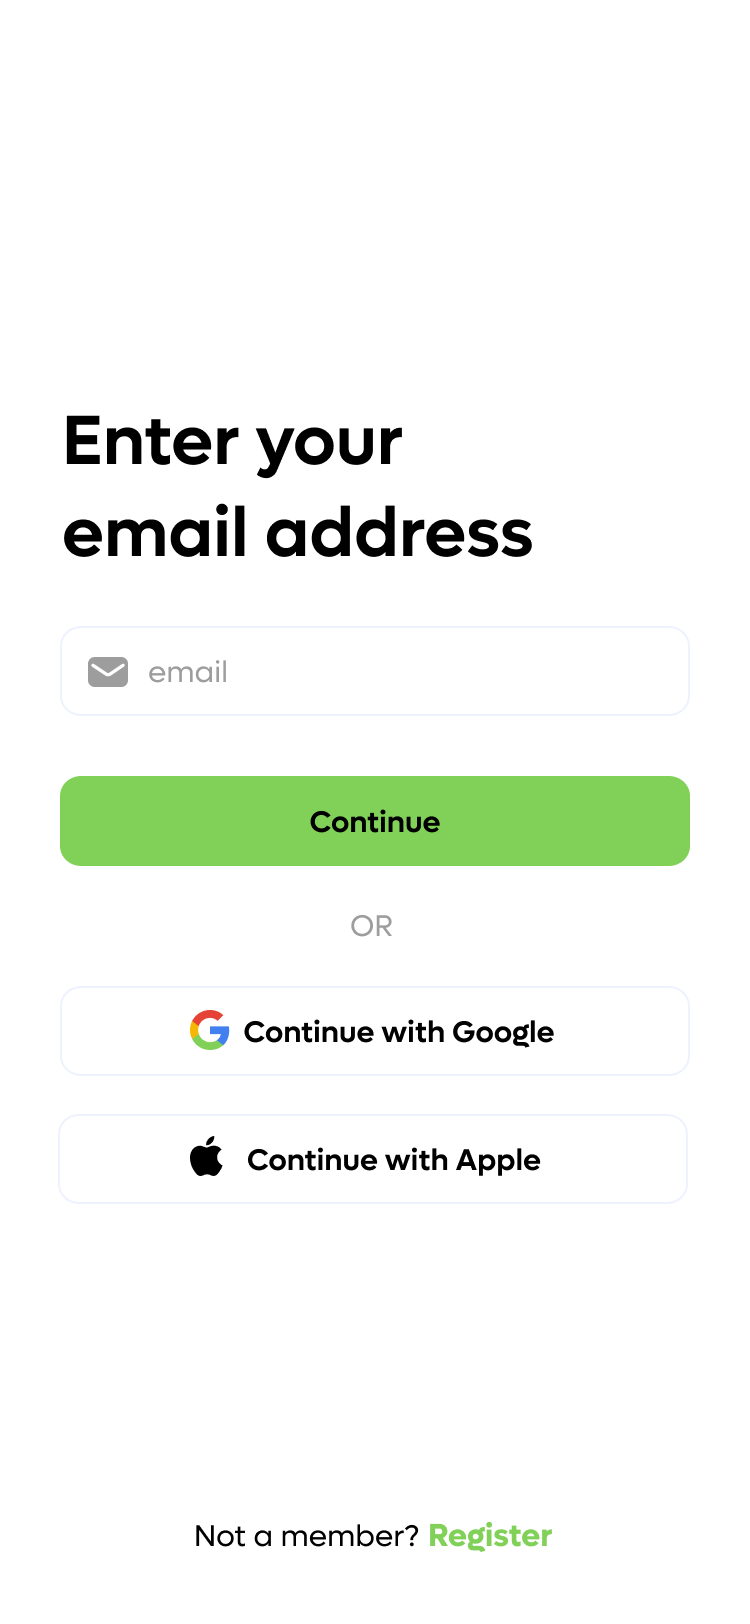 Enter your
email address
email
Continue
OR
Continue with Google
Continue with Apple
Not a member? Register